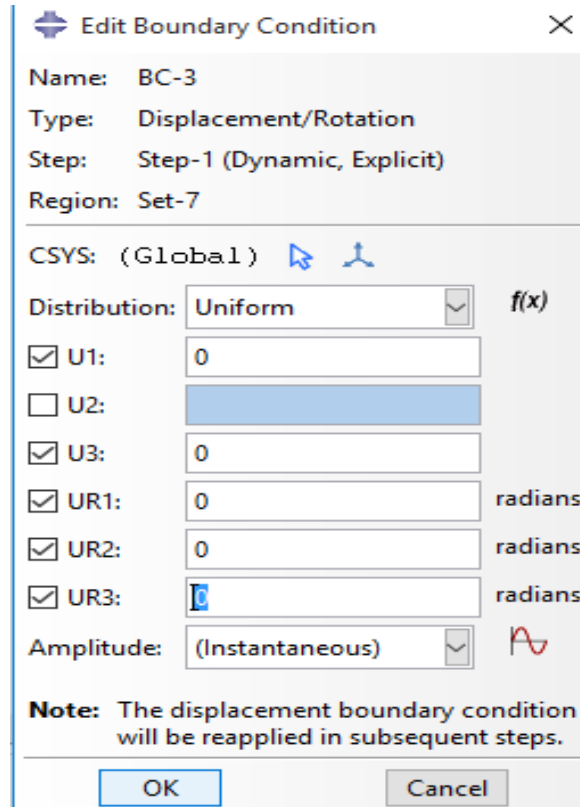 Edit Boundary Condition
Name: BC-3
Type: Displacement/Rotation
Step: Step-1 (Dynamic, Explicit)
Region: Set-7
CSYS: (Global)
Distribution: Uniform f(x)
U1: 0
U2:
U3: 0
UR1: 0 radians
UR2: 0 radians
UR3: 0 radians
Amplitude: (Instantaneous)
Note: The displacement boundary condition
will be reapplied in subsequent steps.
OK Cancel